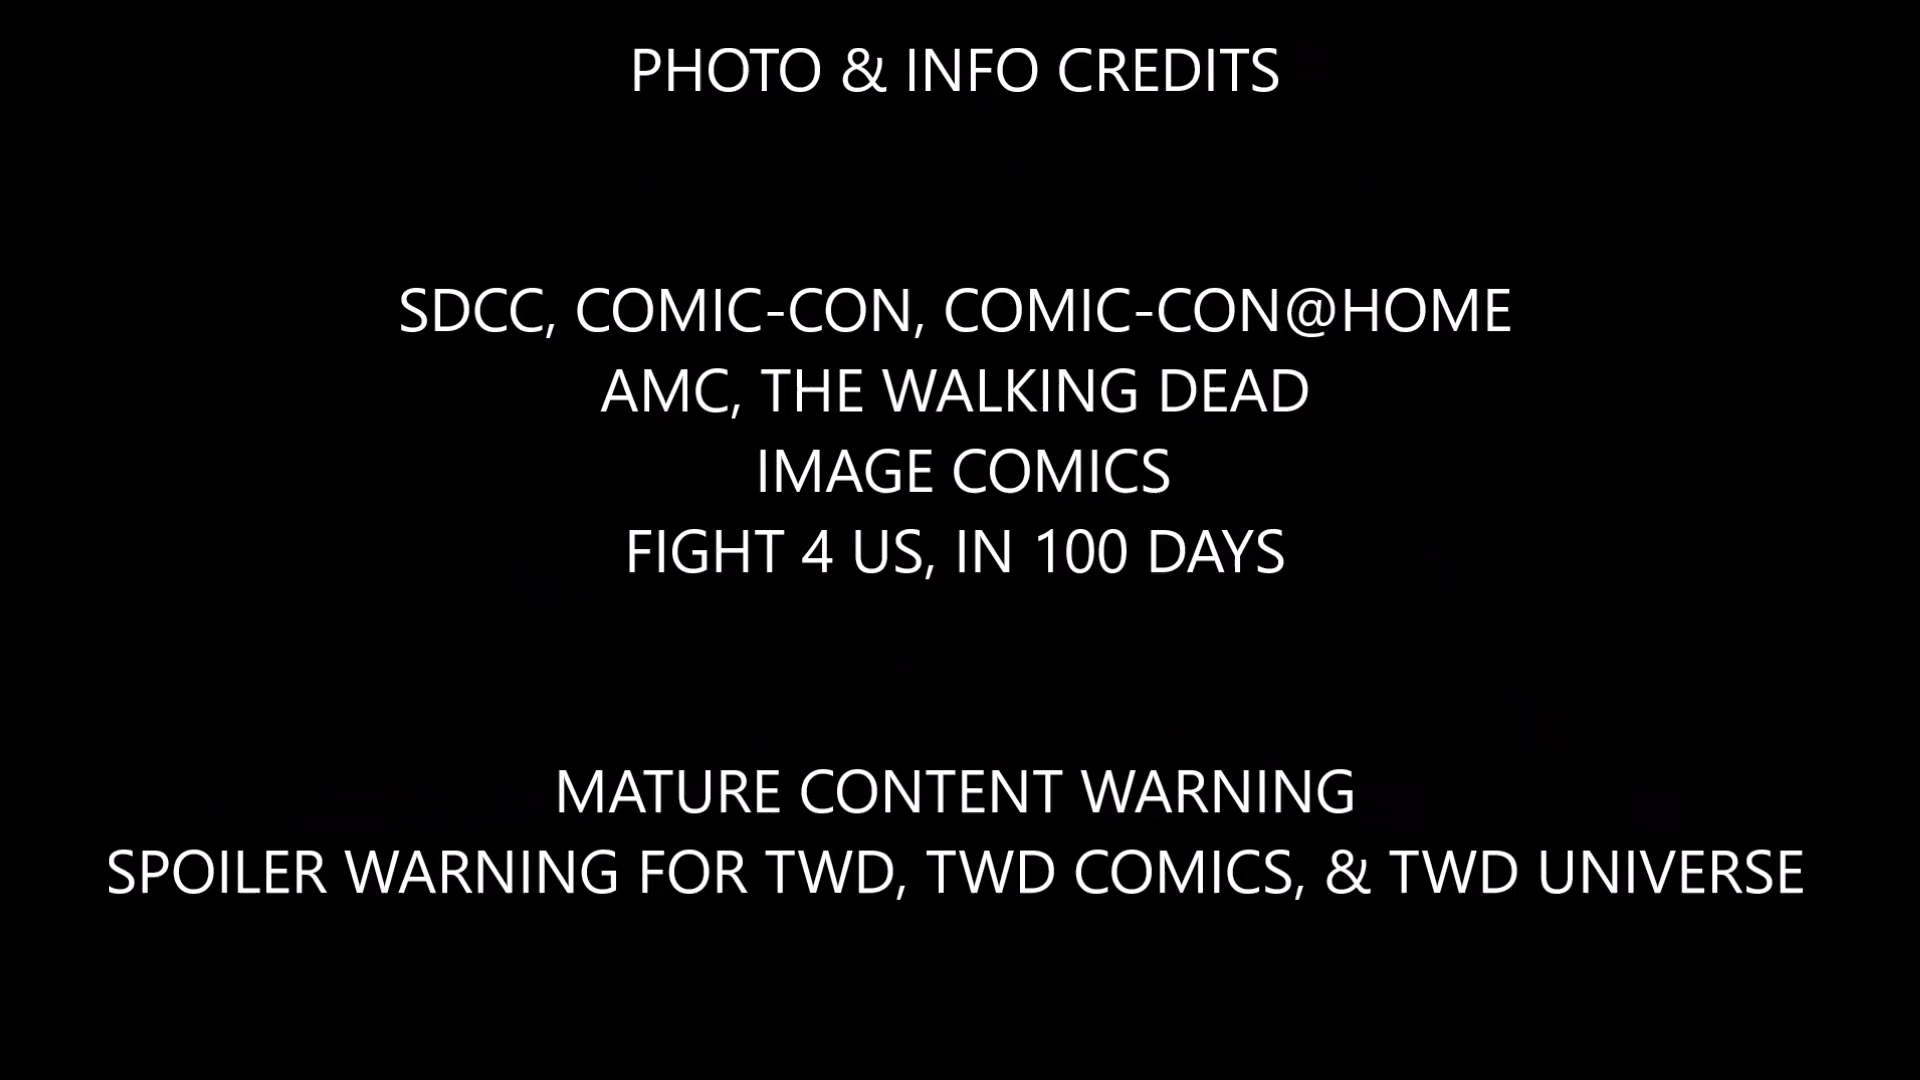 PHOTO & INFO CREDITS
SDCC, COMIC-CON, COMIC-CON@HOME
AMC, THE WALKING DEAD
IMAGE COMICS
FIGHT 4 US, IN 100 DAYS
MATURE CONTENT WARNING
SPOILER WARNING FOR TWD, TWD COMICS, & TWD UNIVERSE